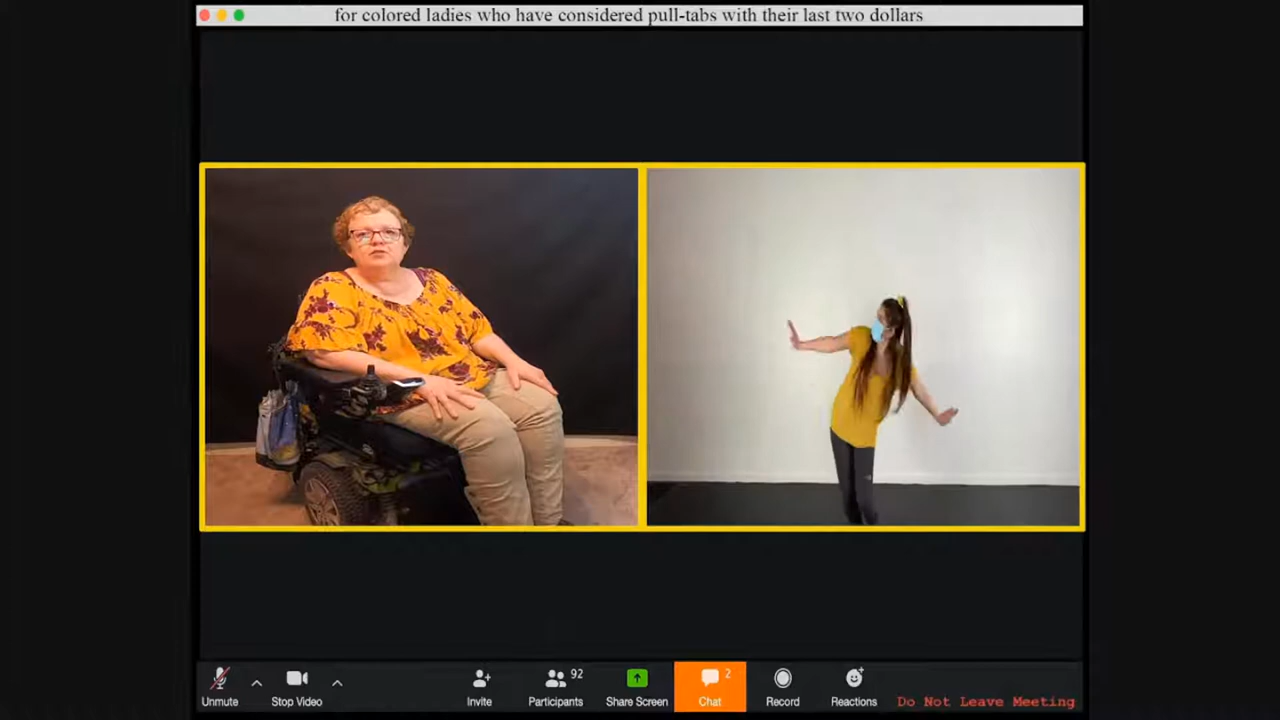 for colored ladies who have considered pull-tabs with their last two dollars
92
2
Unmute
Stop Video
Invite
Participants
Share Screen
Chat
Record
Reactions
Do Not Leave Meeting